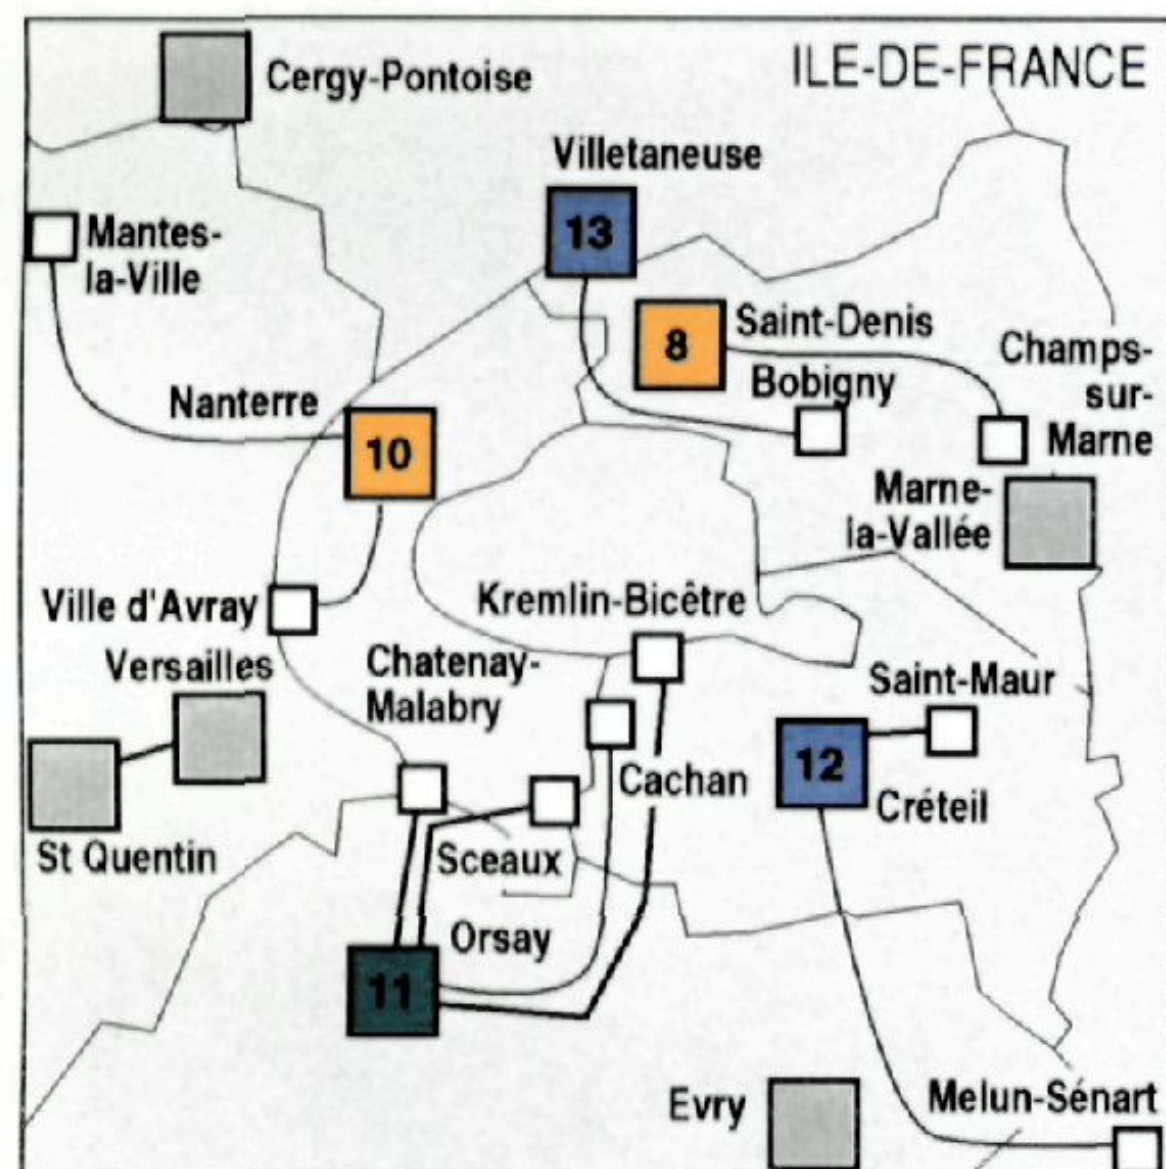 ILE-DE-FRANCE
Cergy-Pontoise
Villetaneuse
13
Mantes-
la-Ville
8
Saint-Denis
Bobigny
Champs-
sur-
Marne
Nanterre
10
Marne-
la-Vallée
Ville d'Avray
Kremlin-Bicêtre
Versailles
Chatenay-
Malabry
Saint-Maur
12
Cachan
Créteil
St Quentin
Sceaux
Orsay
11
Evry
Melun-Sénart